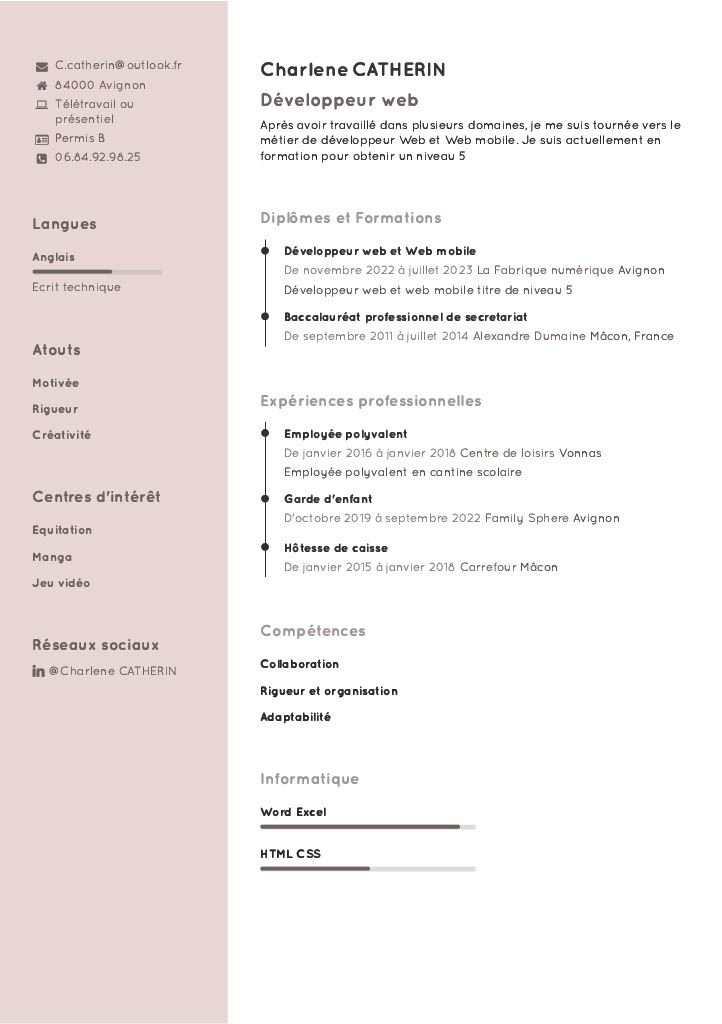 C.catherin@outlook.fr
84000 Avignon
Télétravail ou
présentiel
Permis B
06.84.92.98.25
Langues
Anglais
Ecrit technique
Atouts
Motivée
Rigueur
Créativité
Centres d'intérêt
Equitation
Manga
Jeu vidéo
Réseaux sociaux
@Charlene CATHERIN
Charlene CATHERIN
Développeur web
Après avoir travaillé dans plusieurs domaines, je me suis tournée vers le
métier de développeur Web et Web mobile. Je suis actuellement en
formation pour obtenir un niveau 5
Diplômes et Formations
Développeur web et Web mobile
De novembre 2022 à juillet 2023 La Fabrique numérique Avignon
Développeur web et web mobile titre de niveau 5
Baccalauréat professionnel de secretariat
De septembre 2011 à juillet 2014 Alexandre Dumaine Mâcon, France
Expériences professionnelles
Employée polyvalent
De janvier 2016 à janvier 2018 Centre de loisirs Vonnas
Employée polyvalent en cantine scolaire
Garde d'enfant
D'octobre 2019 à septembre 2022 Family Sphere Avignon
Hôtesse de caisse
De janvier 2015 à janvier 2018 Carrefour Mâcon
Compétences
Collaboration
Rigueur et organisation
Adaptabilité
Informatique
Word Excel
HTML CSS